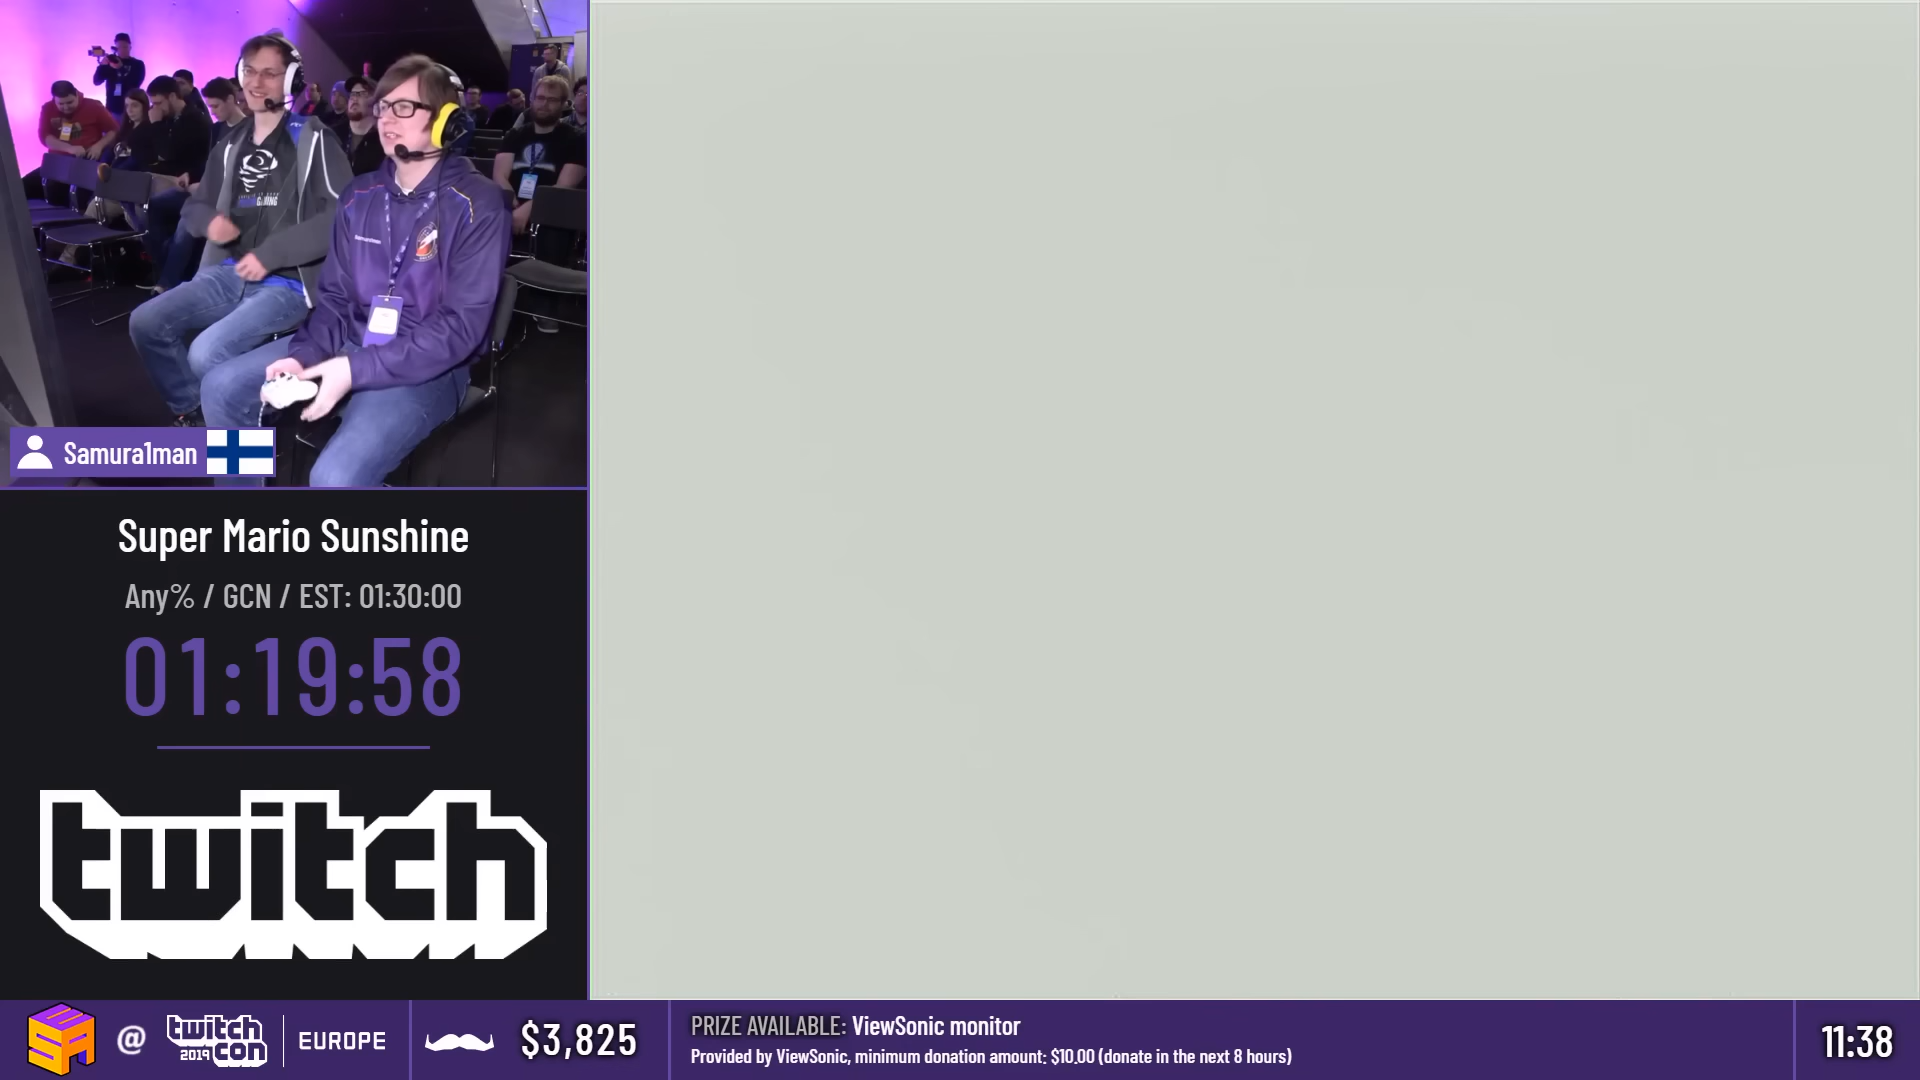 Samura1man
Super Mario Sunshine
Any% / GCN / EST: 01:30:00
01:19:58
twitch
@
twitch
2019 con
EUROPE
$3,825
PRIZE AVAILABLE: ViewSonic monitor
Provided by ViewSonic, minimum donation amount: $10.00 (donate in the next 8 hours)
11:38